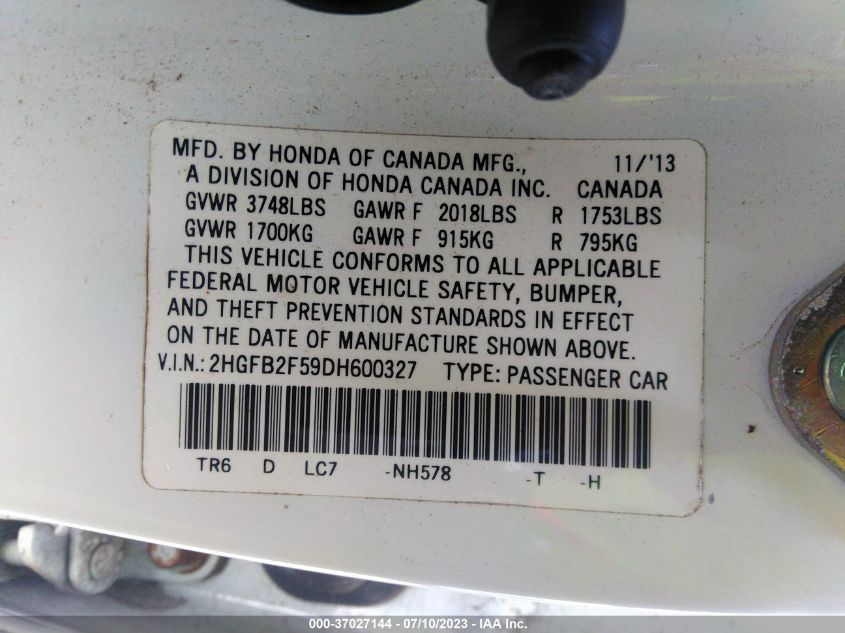 MFD. BY HONDA OF CANADA MFG., 11/'13
A DIVISION OF HONDA CANADA INC. CANADA
GVWR 3748LBS GAWR F 2018LBS R 1753LBS
GVWR 1700KG GAWR F 915KG R 795KG
THIS VEHICLE CONFORMS TO ALL APPLICABLE
FEDERAL MOTOR VEHICLE SAFETY, BUMPER,
AND THEFT PREVENTION STANDARDS IN EFFECT
ON THE DATE OF MANUFACTURE SHOWN ABOVE.
V.I.N.: 2HGFB2F59DH600327 TYPE: PASSENGER CAR
TR6 D LC7 -NH578 -T -H
000-37027144 - 07/10/2023 - IAA Inc.